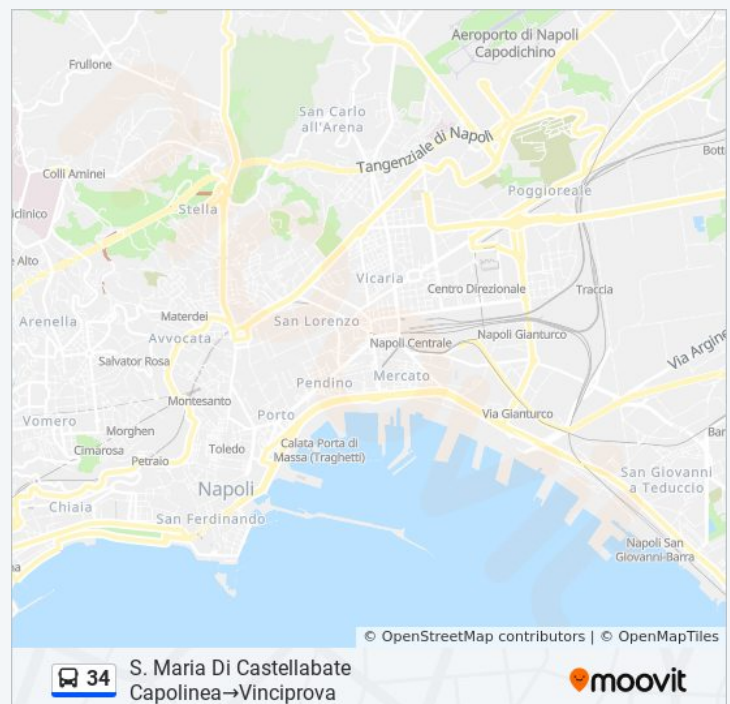 Aeroporto di Napoli
Capodichino
Frullone
San Carlo
all'Arena
Tangenziale di Napoli
Bott
Colli Aminei
Poggioreale
clinico
Stella
Alto
Vicaria
Centro Direzionale
Traccia
Materdei
San Lorenzo
Arenella
Avvocata
Napoli Centrale
Napoli Gianturco
Via Argine
Salvator Rosa
Mercato
Pendino
Montesanto
Porto
Via Gianturco
Vomero
Morghen
Bar
Cimarosa
Toledo
Calata Porta di
Massa (Traghetti)
Petraio
San Giovanni
a Teduccio
Napoli
Chiaia
San Ferdinando
Napoli San
Giovanni-Barra
na
© OpenStreetMap contributors | © OpenMapTiles
34
S. Maria Di Castellabate
Capolinea→Vinciprova
moovit